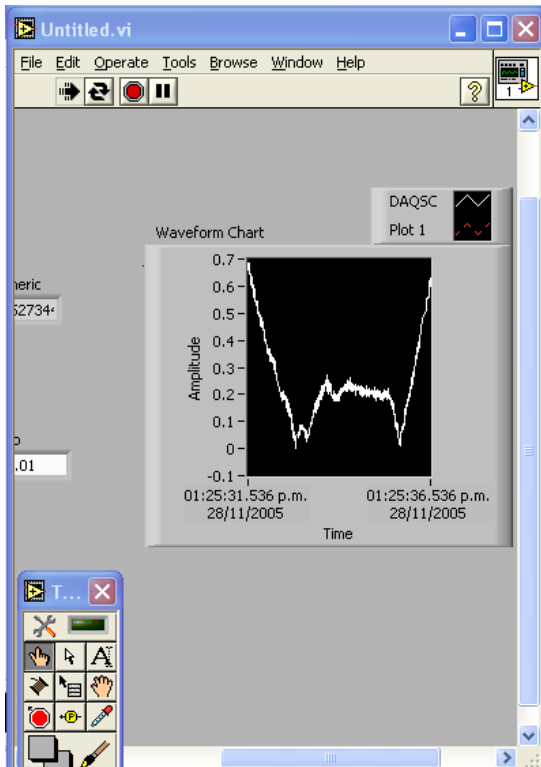 Untitled.vi
File Edit Operate Tools Browse Window Help
1
DAQSC
Plot 1
Waveform Chart
0.7
0.6
0.5
0.4
0.3
0.2
0.1
0
-0.1
Amplitude
01:25:31.536 p.m.
28/11/2005
01:25:36.536 p.m.
28/11/2005
Time
neric
.01
T...
A
P